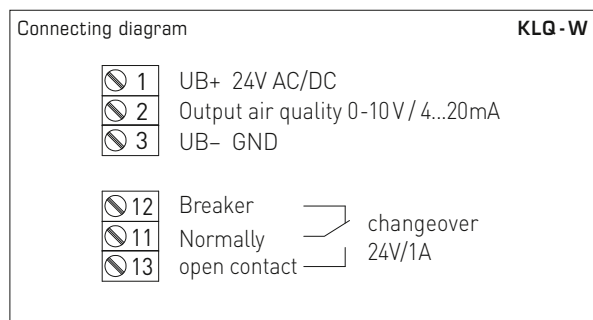 Connecting diagram KLQ-W
1 UB+ 24V AC/DC
2 Output air quality 0-10V / 4...20mA
3 UB– GND
12 Breaker
changeover
11 Normally
24V/1A
13 open contact